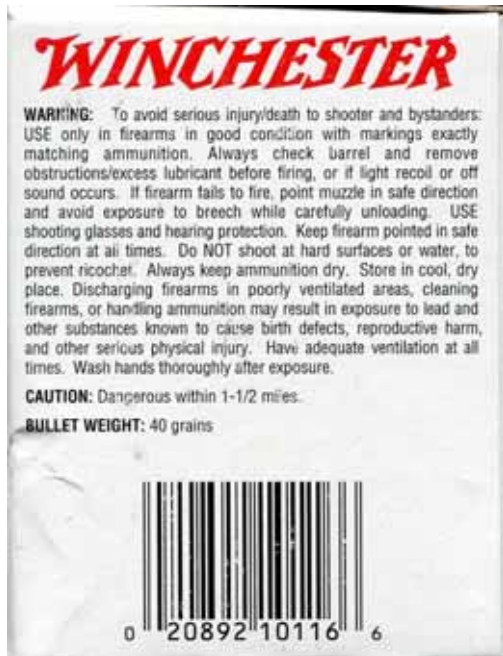 WINCHESTER
WARNING: To avoid serious injury/death to shooter and bystanders:
USE only in firearms in good condition with markings exactly
matching ammunition. Always check barrel and remove
obstructions/excess lubricant before firing, or if light recoil or off
sound occurs. If firearm fails to fire, point muzzle in safe direction
and avoid exposure to breech while carefully unloading. USE
shooting glasses and hearing protection. Keep firearm pointed in safe
direction at all times. Do NOT shoot at hard surfaces or water, to
prevent ricochet. Always keep ammunition dry. Store in cool, dry
place. Discharging firearms in poorly ventilated areas, cleaning
firearms, or handling ammunition may result in exposure to lead and
other substances known to cause birth defects, reproductive harm,
and other serious physical injury. Have adequate ventilation at all
times. Wash hands thoroughly after exposure.
CAUTION: Dangerous within 1-1/2 miles.
BULLET WEIGHT: 40 grains
0 20892 10116 6